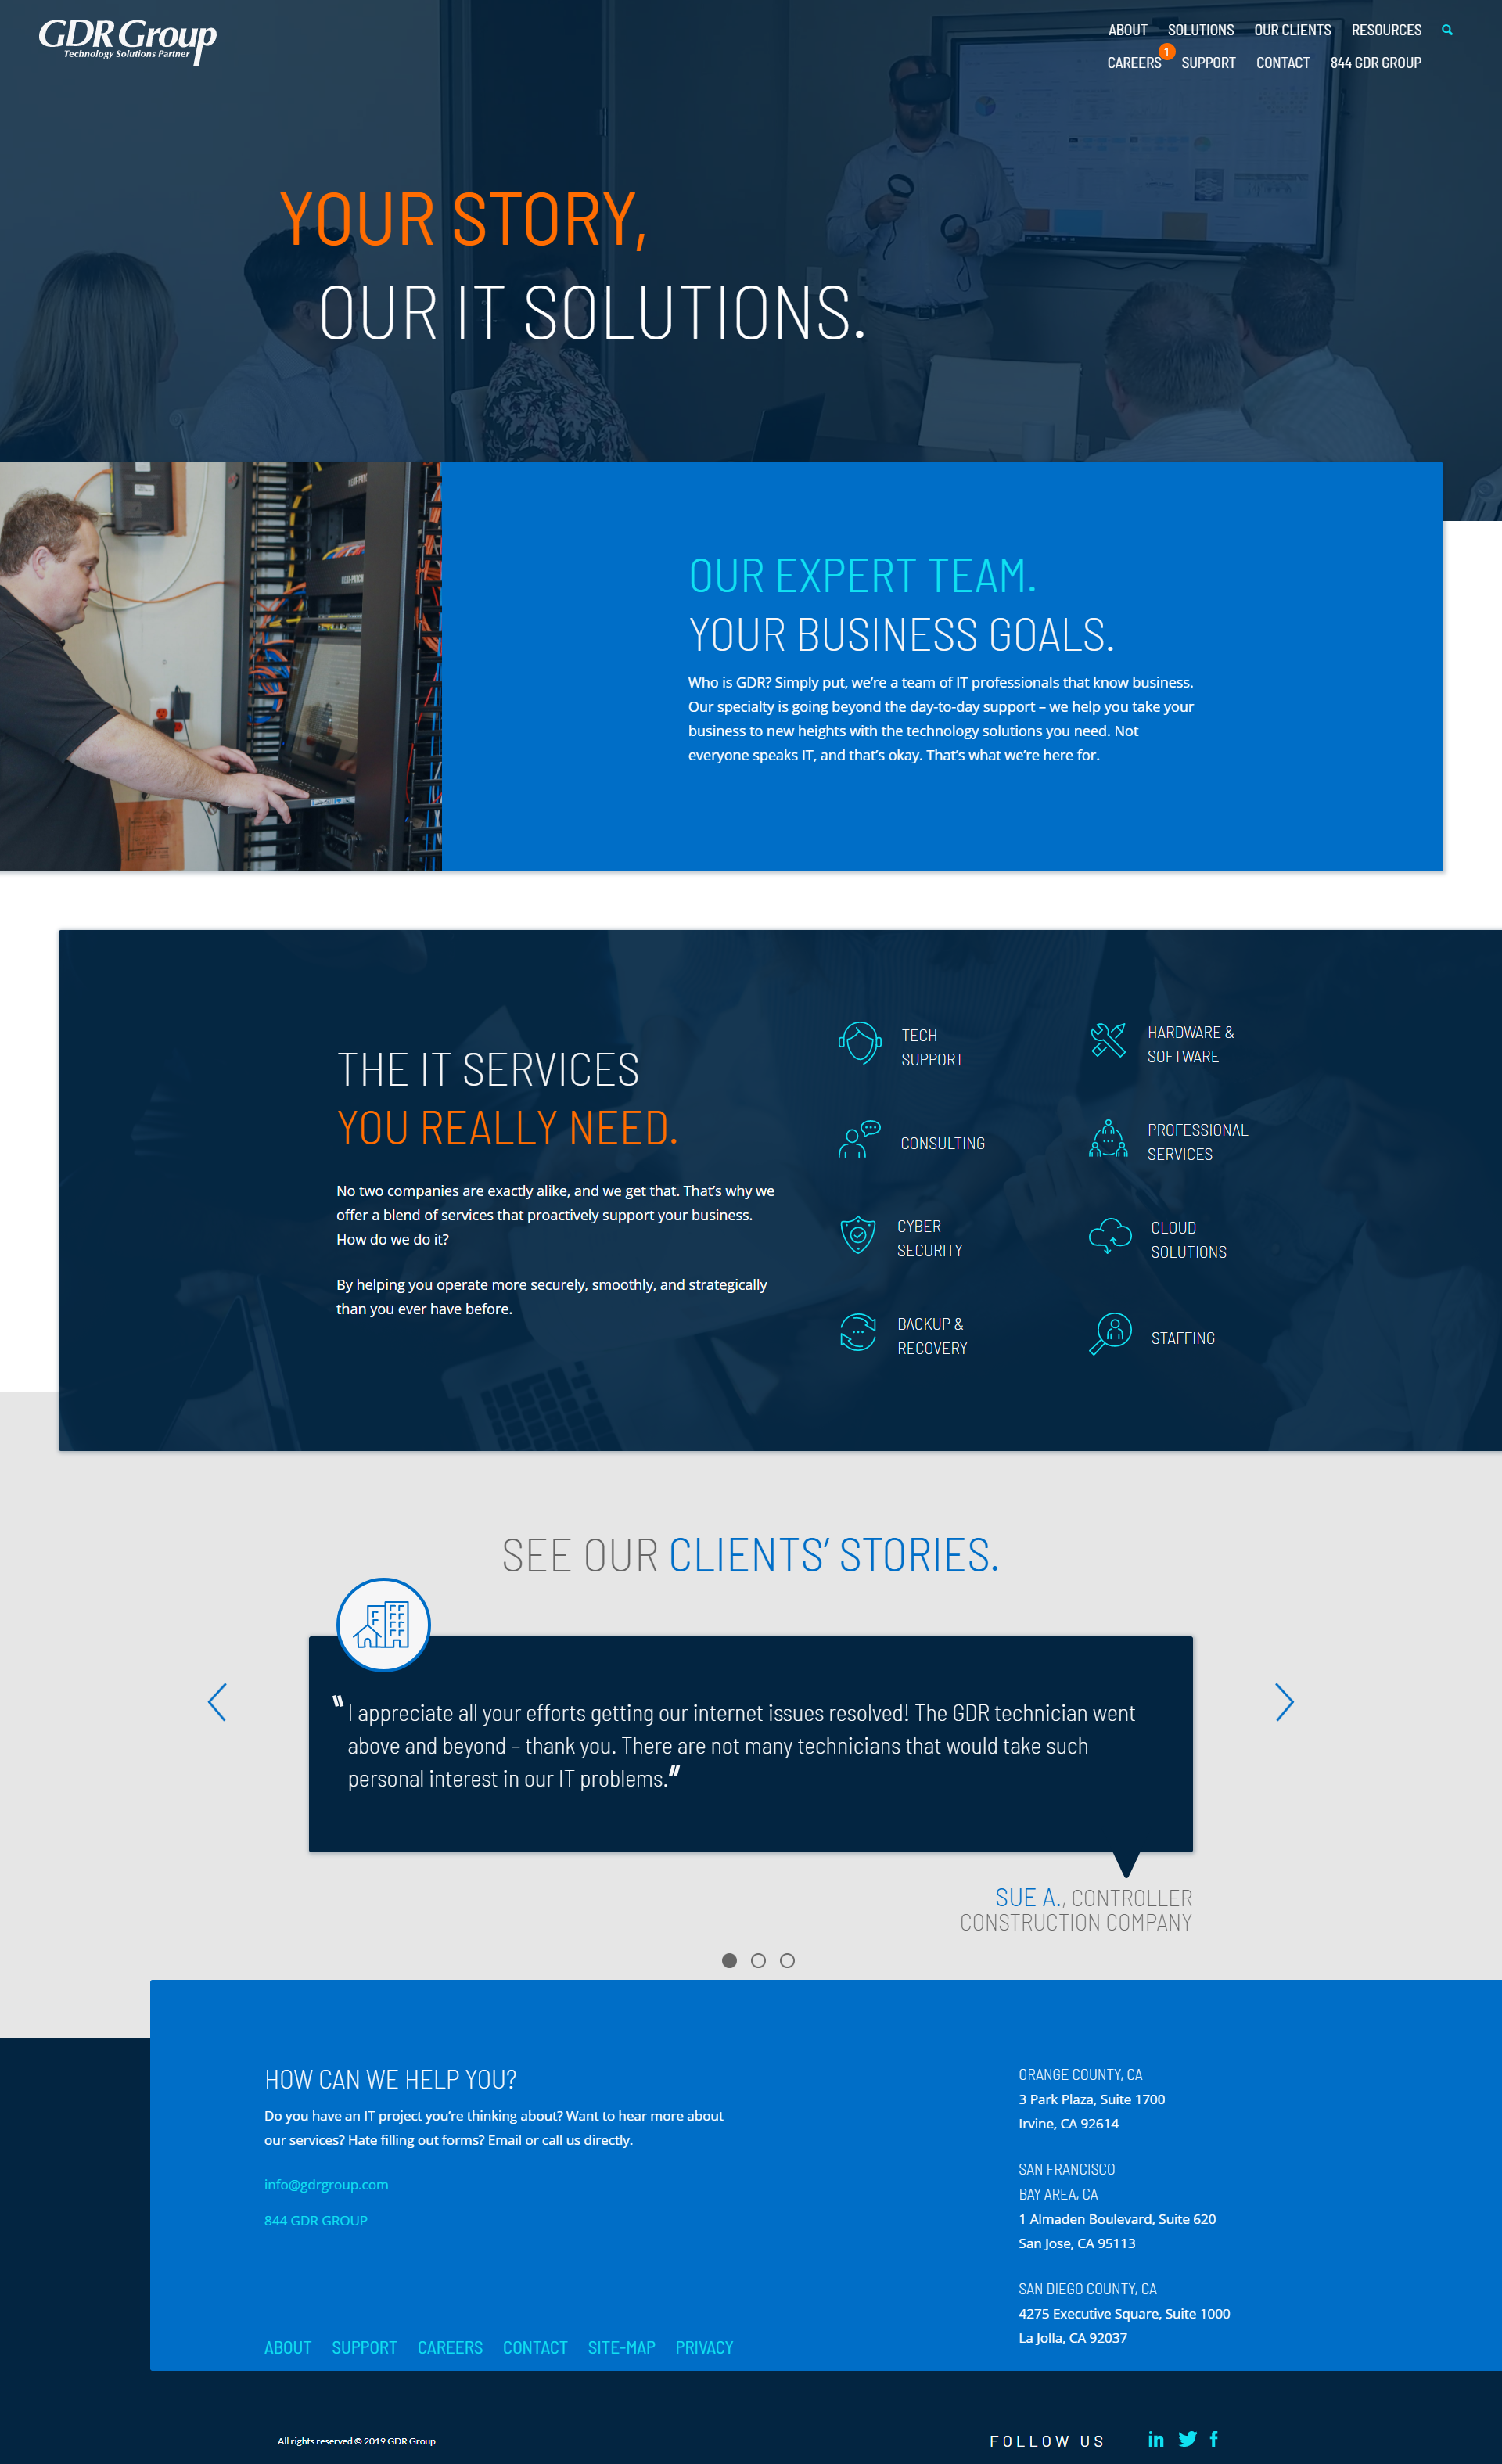 GDR Group
Technology Solutions Partner
ABOUT SOLUTIONS OUR CLIENTS RESOURCES
CAREERS 1 SUPPORT CONTACT 844 GDR GROUP
YOUR STORY,
OUR IT SOLUTIONS.
OUR EXPERT TEAM.
YOUR BUSINESS GOALS.
Who is GDR? Simply put, we’re a team of IT professionals that know business.
Our specialty is going beyond the day-to-day support – we help you take your
business to new heights with the technology solutions you need. Not
everyone speaks IT, and that’s okay. That’s what we’re here for.
THE IT SERVICES
YOU REALLY NEED.
No two companies are exactly alike, and we get that. That’s why we
offer a blend of services that proactively support your business.
How do we do it?
By helping you operate more securely, smoothly, and strategically
than you ever have before.
TECH
SUPPORT
HARDWARE &
SOFTWARE
CONSULTING
PROFESSIONAL
SERVICES
CYBER
SECURITY
CLOUD
SOLUTIONS
BACKUP &
RECOVERY
STAFFING
SEE OUR CLIENTS’ STORIES.
"I appreciate all your efforts getting our internet issues resolved! The GDR technician went
above and beyond – thank you. There are not many technicians that would take such
personal interest in our IT problems."
SUE A., CONTROLLER
CONSTRUCTION COMPANY
HOW CAN WE HELP YOU?
Do you have an IT project you’re thinking about? Want to hear more about
our services? Hate filling out forms? Email or call us directly.
info@gdrgroup.com
844 GDR GROUP
ABOUT SUPPORT CAREERS CONTACT SITE-MAP PRIVACY
ORANGE COUNTY, CA
3 Park Plaza, Suite 1700
Irvine, CA 92614
SAN FRANCISCO
BAY AREA, CA
1 Almaden Boulevard, Suite 620
San Jose, CA 95113
SAN DIEGO COUNTY, CA
4275 Executive Square, Suite 1000
La Jolla, CA 92037
All rights reserved © 2019 GDR Group
FOLLOW US